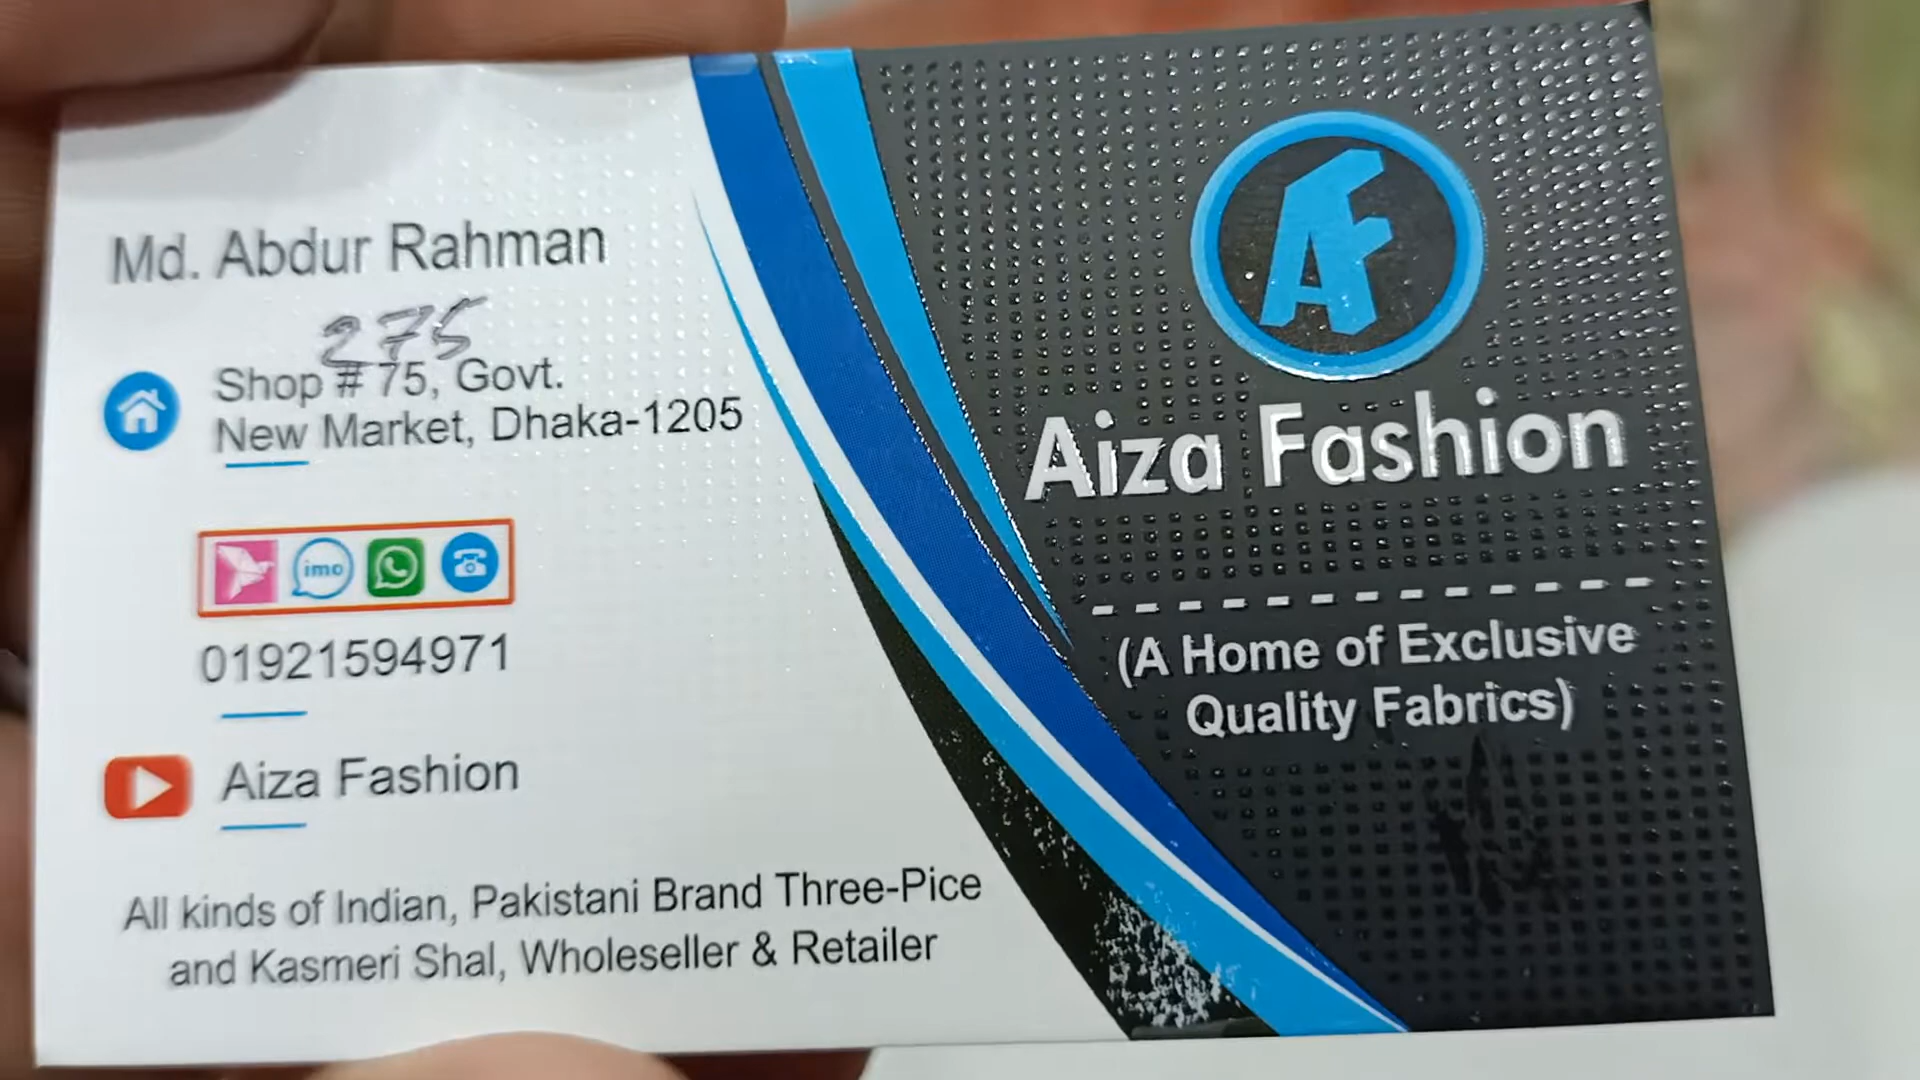 Md. Abdur Rahman
275
Shop # 75, Govt.
New Market, Dhaka-1205
imo
01921594971
Aiza Fashion
All kinds of Indian, Pakistani Brand Three-Pice
and Kasmeri Shal, Wholeseller & Retailer
AF
Aiza Fashion
(A Home of Exclusive
Quality Fabrics)